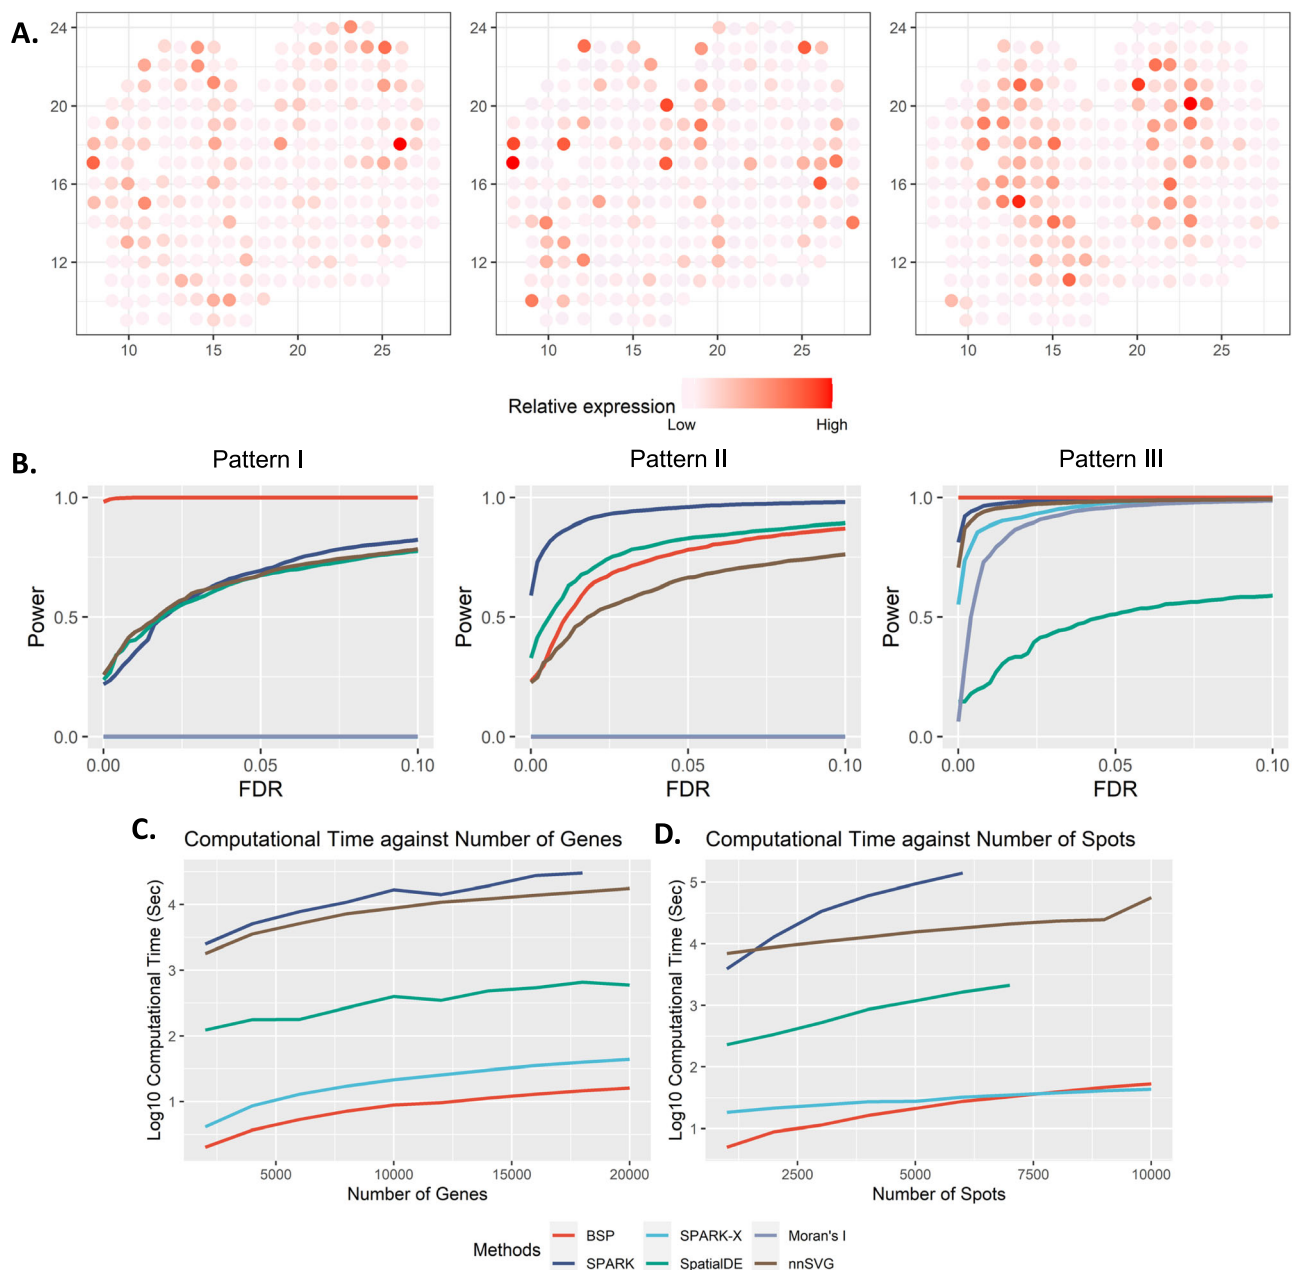 A.
24
20
16
12
10
15
20
25
24
20
16
12
10
15
20
25
24
20
16
12
10
15
20
25
Relative expression
Low
High
B.
Pattern I
Pattern II
Pattern III
1.0
0.5
0.0
Power
0.00
0.05
0.10
FDR
1.0
0.5
0.0
Power
0.00
0.05
0.10
FDR
1.0
0.5
0.0
Power
0.00
0.05
0.10
FDR
C.
Computational Time against Number of Genes
Log10 Computational Time (Sec)
4
3
2
1
5000
10000
15000
20000
Number of Genes
D.
Computational Time against Number of Spots
Log10 Computational Time (Sec)
5
4
3
2
1
2500
5000
7500
10000
Number of Spots
Methods
BSP
SPARK-X
Moran's I
SPARK
SpatialDE
nnSVG